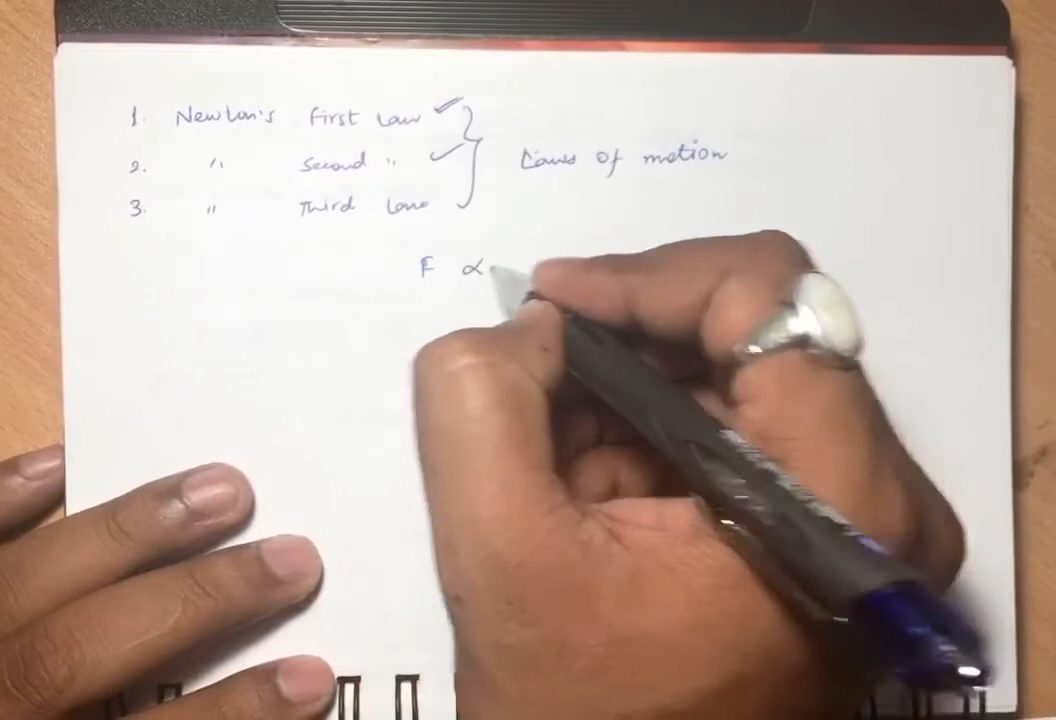 1. Newton's First Law ✓
2. " Second " ✓ } Laws of motion
3. " Third Law
F ∝